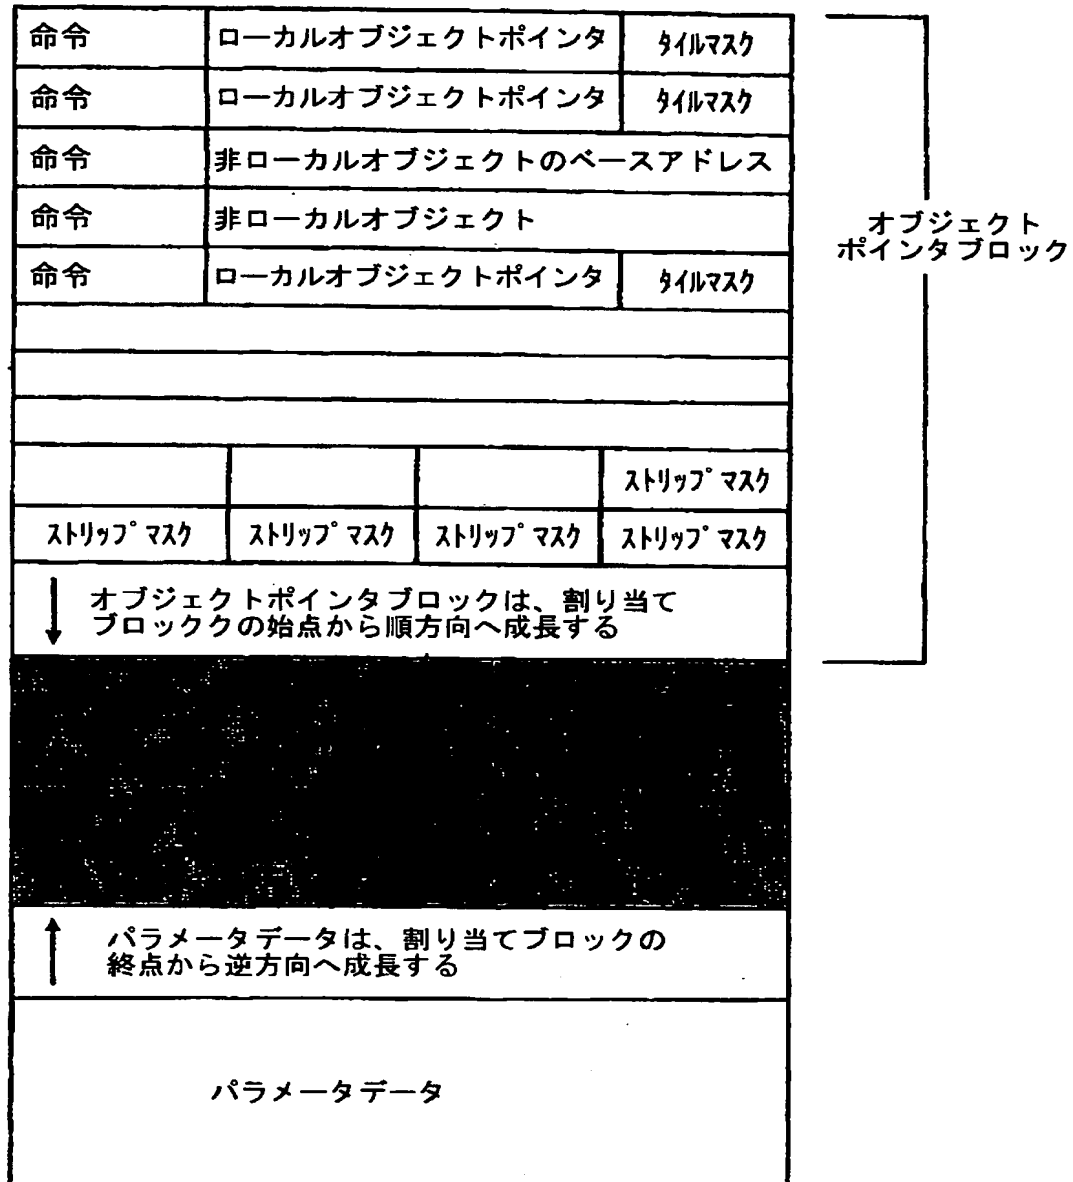 命令 ローカルオブジェクトポインタ ﾀｲﾙﾏｽｸ
命令 ローカルオブジェクトポインタ ﾀｲﾙﾏｽｸ
命令 非ローカルオブジェクトのベースアドレス
命令 非ローカルオブジェクト
命令 ローカルオブジェクトポインタ ﾀｲﾙﾏｽｸ
ｽﾄﾘｯﾌﾟﾏｽｸ
ｽﾄﾘｯﾌﾟﾏｽｸ ｽﾄﾘｯﾌﾟﾏｽｸ ｽﾄﾘｯﾌﾟﾏｽｸ ｽﾄﾘｯﾌﾟﾏｽｸ
オブジェクトポインタブロックは、割り当て
ブロッククの始点から順方向へ成長する
パラメータデータは、割り当てブロックの
終点から逆方向へ成長する
パラメータデータ
オブジェクト
ポインタブロック